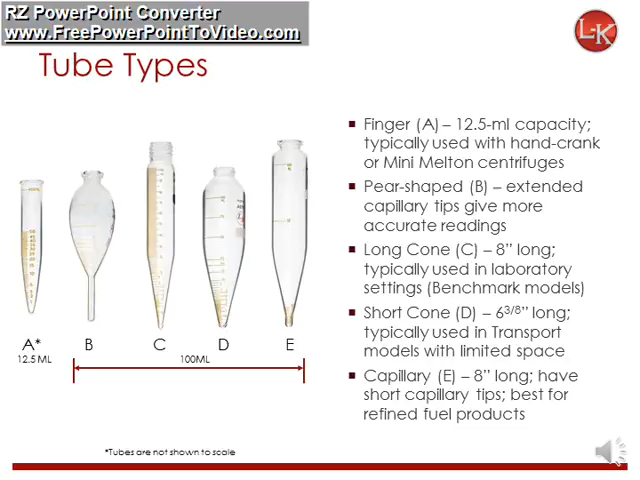 RZ PowerPoint Converter
www.FreePowerPointToVideo.com
L-K
Tube Types
▪ Finger (A) – 12.5-ml capacity;
typically used with hand-crank
or Mini Melton centrifuges
▪ Pear-shaped (B) – extended
capillary tips give more
accurate readings
▪ Long Cone (C) – 8” long;
typically used in laboratory
settings (Benchmark models)
▪ Short Cone (D) – 6 3/8” long;
typically used in Transport
models with limited space
▪ Capillary (E) – 8” long; have
short capillary tips; best for
refined fuel products
A* B C D E
12.5 ML 100ML
*Tubes are not shown to scale